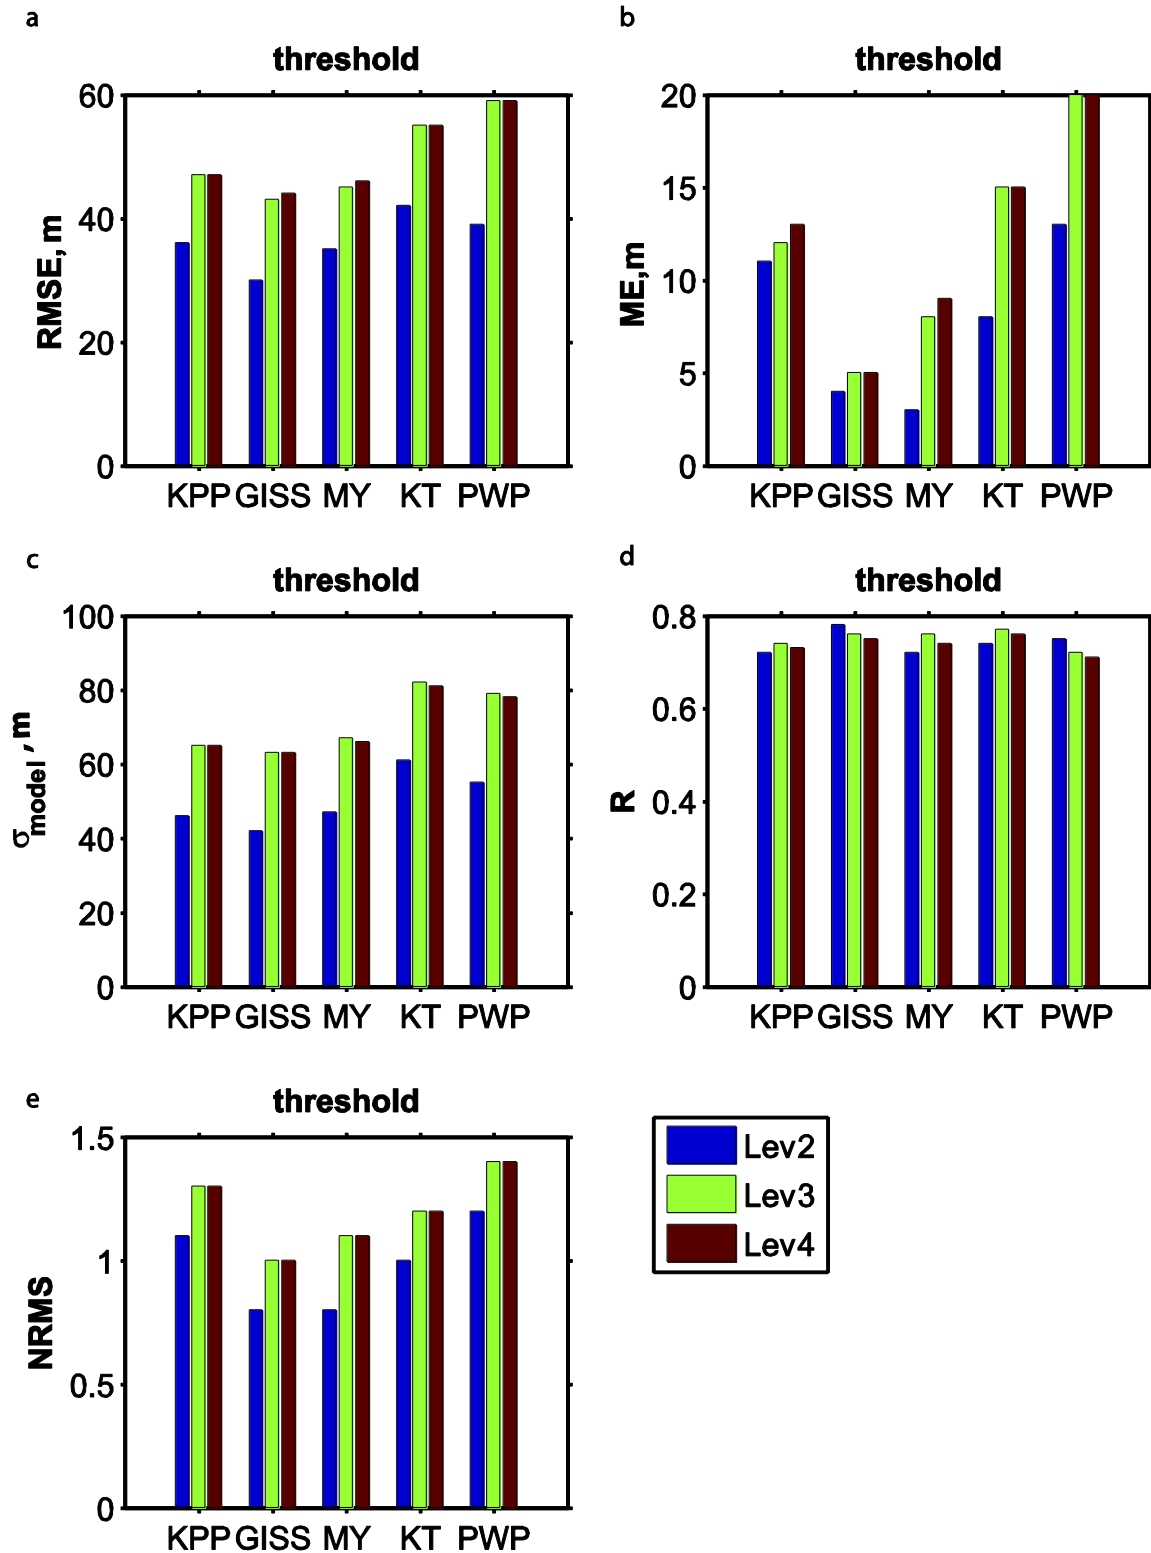 a
threshold
60
40
20
0
RMSE, m
KPP GISS MY KT PWP
b
threshold
20
15
10
5
0
ME,m
KPP GISS MY KT PWP
c
threshold
100
80
60
40
20
0
σmodel , m
KPP GISS MY KT PWP
d
threshold
0.8
0.6
0.4
0.2
0
R
KPP GISS MY KT PWP
e
threshold
1.5
1
0.5
0
NRMS
KPP GISS MY KT PWP
Lev2
Lev3
Lev4